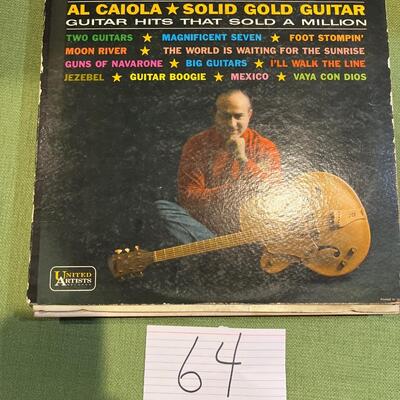 AL CAIOLA ★ SOLID GOLD GUITAR
GUITAR HITS THAT SOLD A MILLION
TWO GUITARS ★ MAGNIFICENT SEVEN ★ FOOT STOMPIN'
MOON RIVER ★ THE WORLD IS WAITING FOR THE SUNRISE
GUNS OF NAVARONE ★ BIG GUITARS ★ I'LL WALK THE LINE
JEZEBEL ★ GUITAR BOOGIE ★ MEXICO ★ VAYA CON DIOS
UNITED
ARTISTS
64